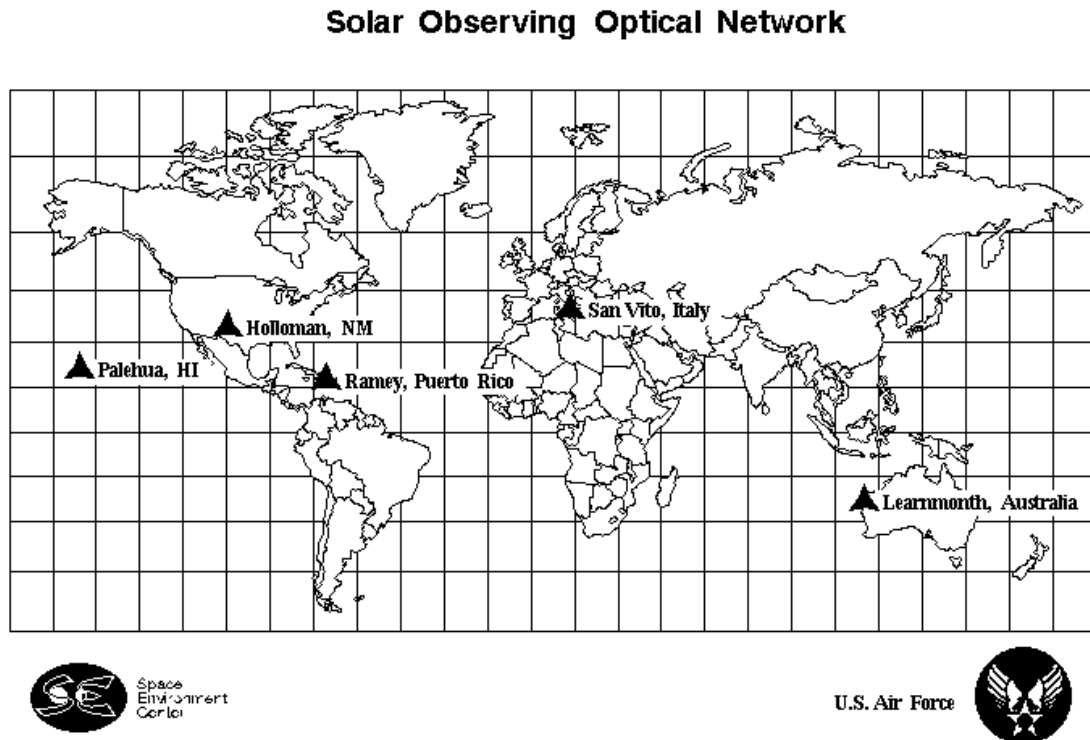 Solar Observing Optical Network
San Vito, Italy
Holloman, NM
Palehua, HI
Ramey, Puerto Rico
Learnmonth, Australia
Space
Environment
Center
U.S. Air Force